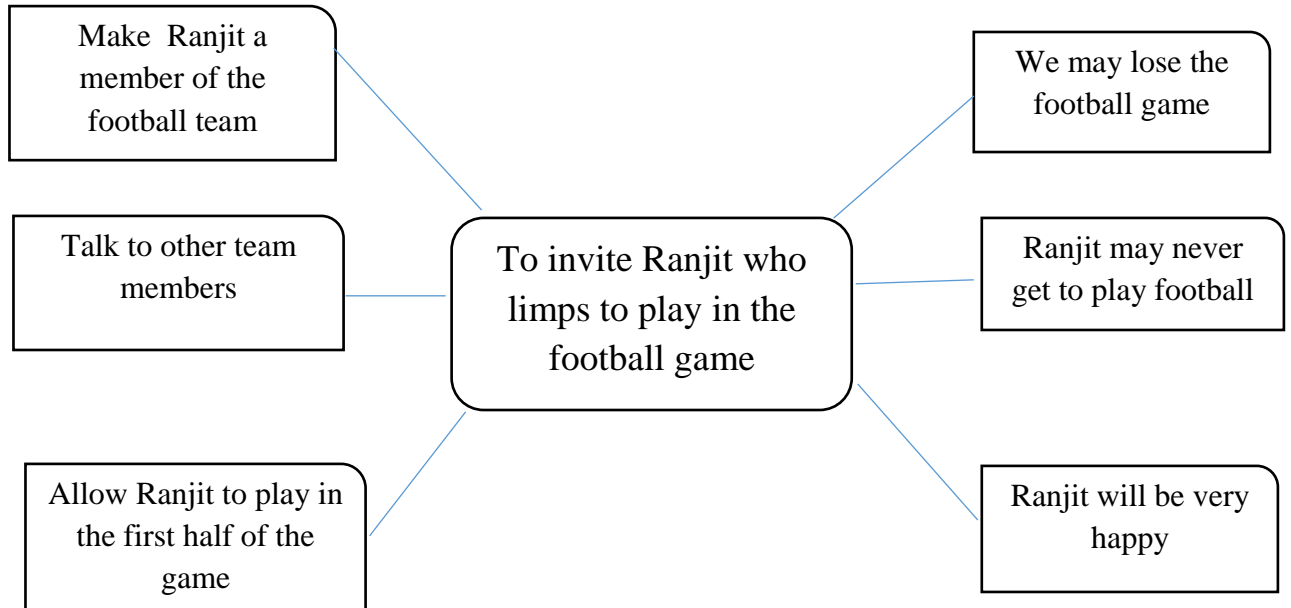 Make Ranjit a
member of the
football team
Talk to other team
members
Allow Ranjit to play in
the first half of the
game
To invite Ranjit who
limps to play in the
football game
We may lose the
football game
Ranjit may never
get to play football
Ranjit will be very
happy